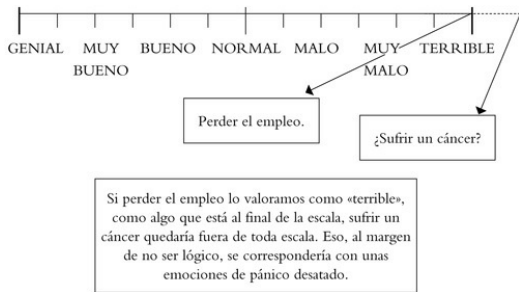 GENIAL MUY BUENO NORMAL MALO MUY TERRIBLE
BUENO MALO
Perder el empleo.
¿Sufrir un cáncer?
Si perder el empleo lo valoramos como «terrible»,
como algo que está al final de la escala, sufrir un
cáncer quedaría fuera de toda escala. Eso, al margen
de no ser lógico, se correspondería con unas
emociones de pánico desatado.